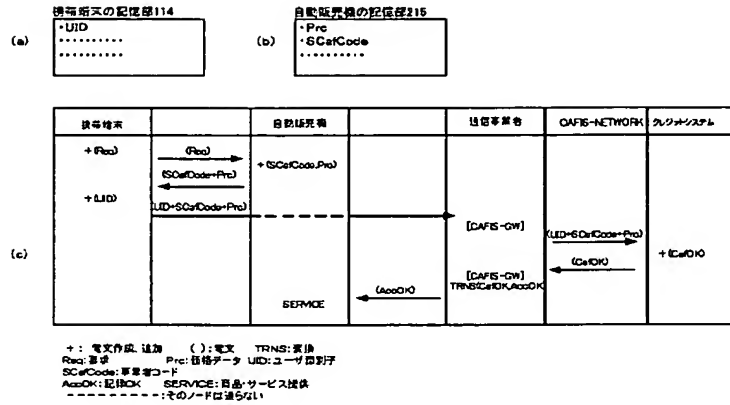 携帯端末の記憶部114
(a)
・UID
・・・・・・・・・・
・・・・・・・・・・
自動販売機の記憶部215
(b)
・Prc
・SCafCode
・・・・・・・・・・
携帯端末 自動販売機 通信事業者 CAFIS-NETWORK クレジットシステム
(c)
+(Req) (Req)
(SCafCode+Prc) +(SCafCode,Prc)
+(UID) (UID+SCafCode+Prc)
[CAFIS-GW] (UID+SCafCode+Prc)
(CafOK) +(CafOK)
[CAFIS-GW]
TRNS(CafOK,AccOK)
(AccOK)
SERVICE
+ : 電文作成、追加 ( ):電文 TRNS:変換
Req:要求 Prc:価格データ UID:ユーザ識別子
SCafCode:事業者コード
AccOK:記録OK SERVICE:商品・サービス提供
----------:そのノードは通らない